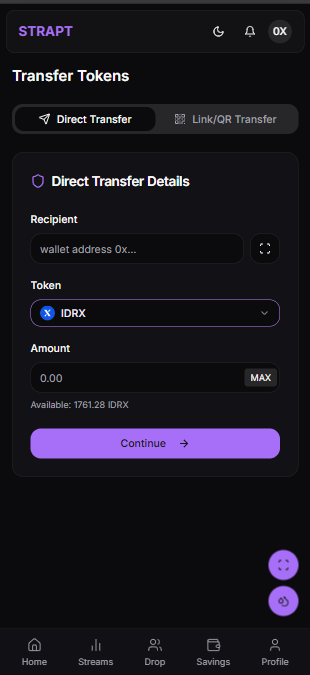 STRAPT
0X
Transfer Tokens
Direct Transfer
Link/QR Transfer
Direct Transfer Details
Recipient
wallet address 0x...
Token
X IDRX
Amount
0.00
MAX
Available: 1761.28 IDRX
Continue →
Home
Streams
Drop
Savings
Profile